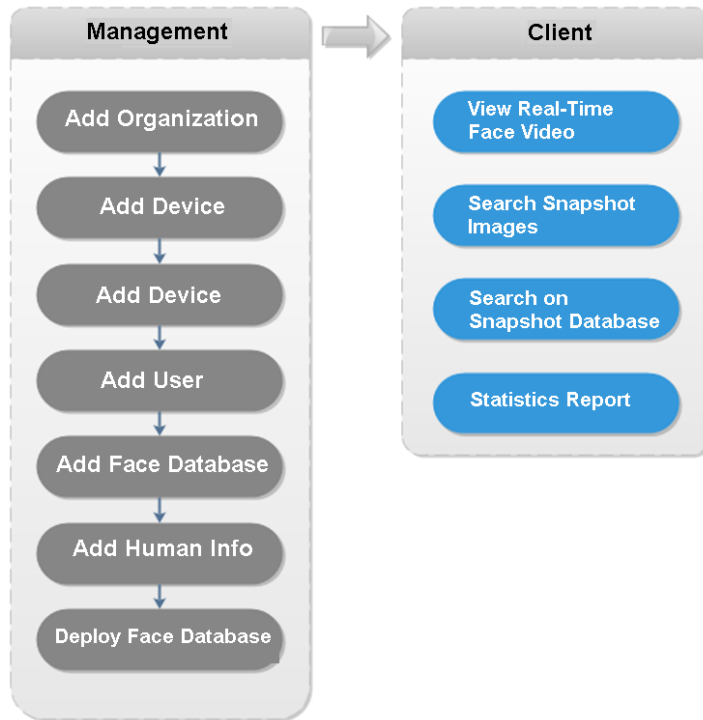 Management
Add Organization
Add Device
Add Device
Add User
Add Face Database
Add Human Info
Deploy Face Database
Client
View Real-Time
Face Video
Search Snapshot
Images
Search on
Snapshot Database
Statistics Report